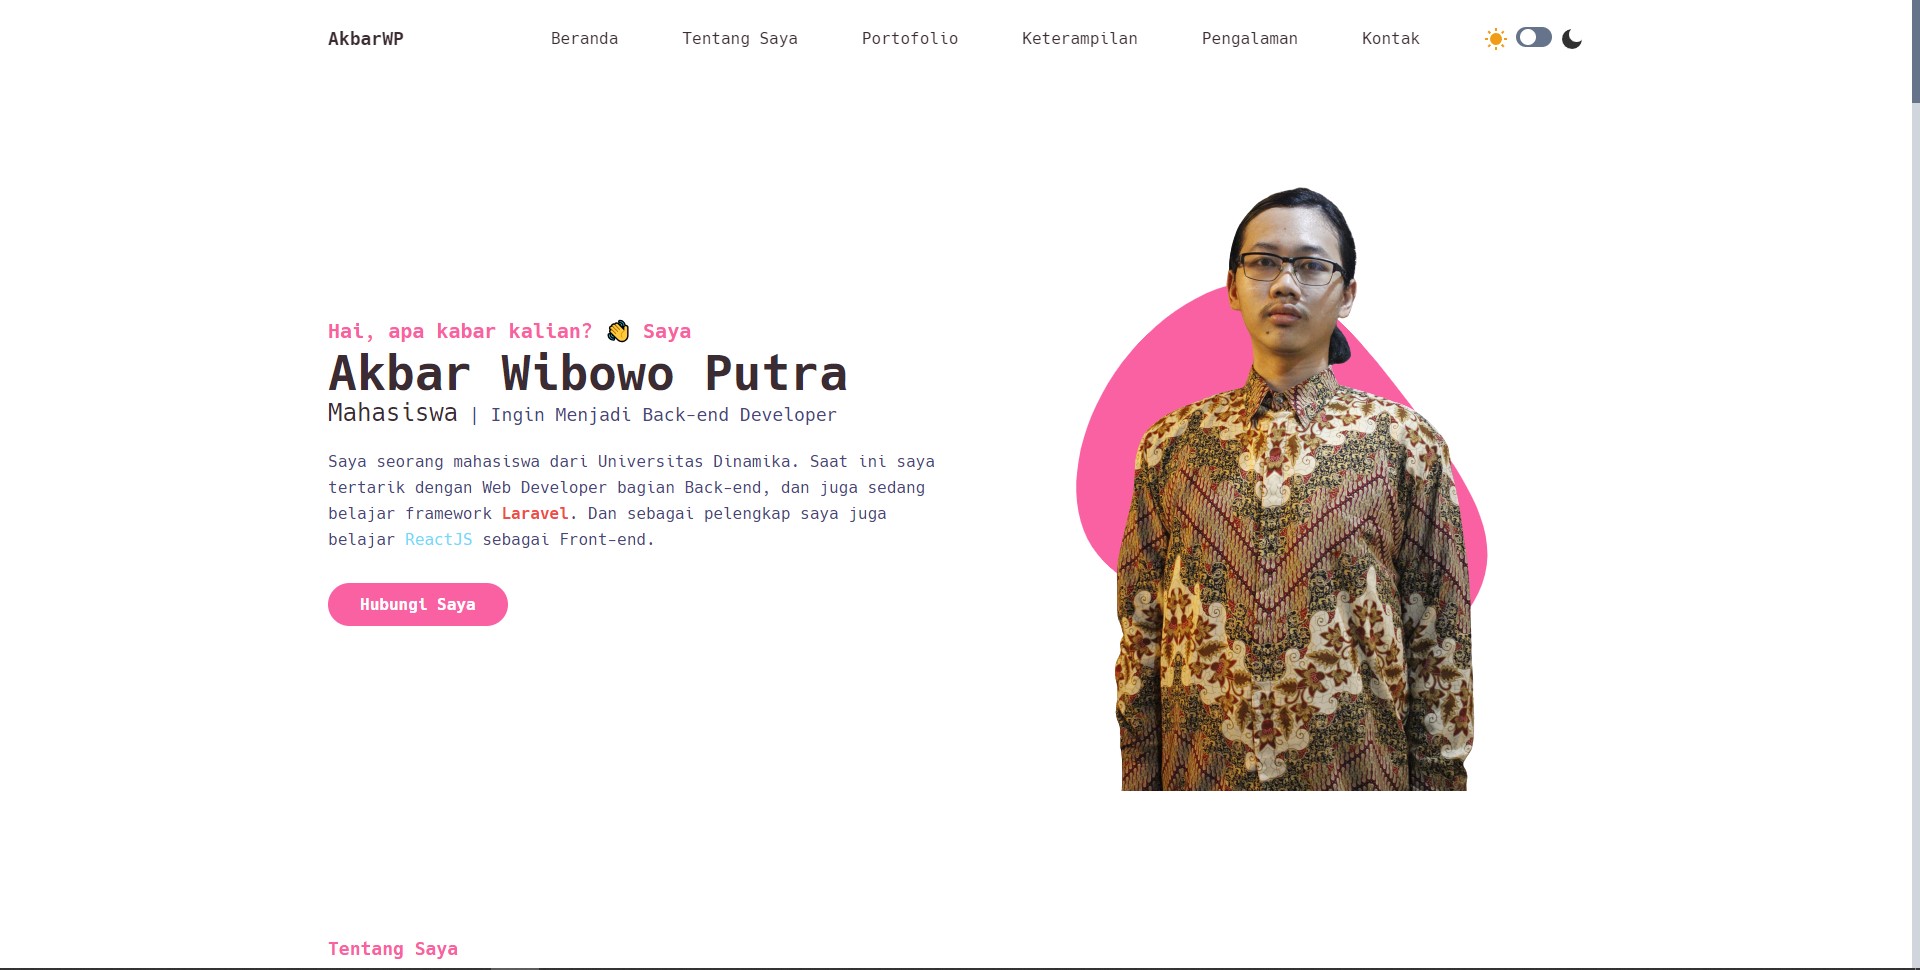 AkbarWP Beranda Tentang Saya Portofolio Keterampilan Pengalaman Kontak
Hai, apa kabar kalian? 👋 Saya
Akbar Wibowo Putra
Mahasiswa | Ingin Menjadi Back-end Developer
Saya seorang mahasiswa dari Universitas Dinamika. Saat ini saya
tertarik dengan Web Developer bagian Back-end, dan juga sedang
belajar framework Laravel. Dan sebagai pelengkap saya juga
belajar ReactJS sebagai Front-end.
Hubungi Saya
Tentang Saya